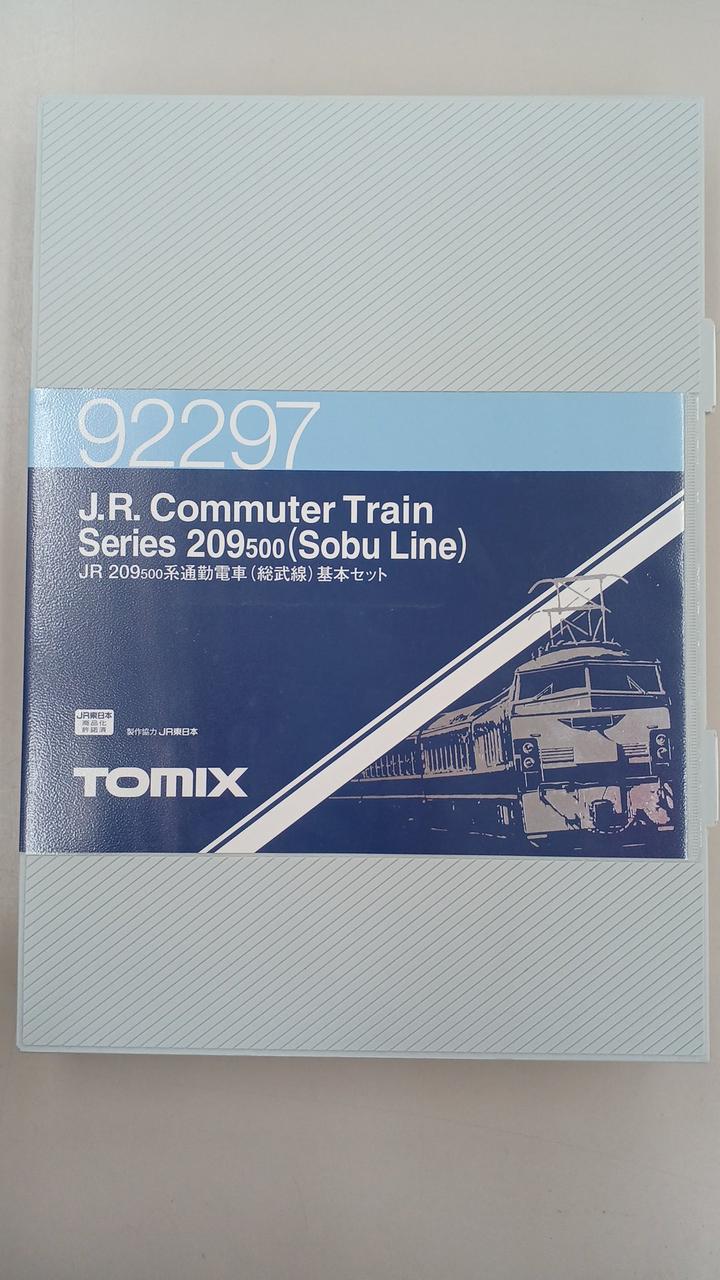 92297
J.R. Commuter Train
Series 209500(Sobu Line)
JR 209500系通勤電車(総武線)基本セット
JR東日本
商品化
許諾済
製作協力 JR東日本
TOMIX